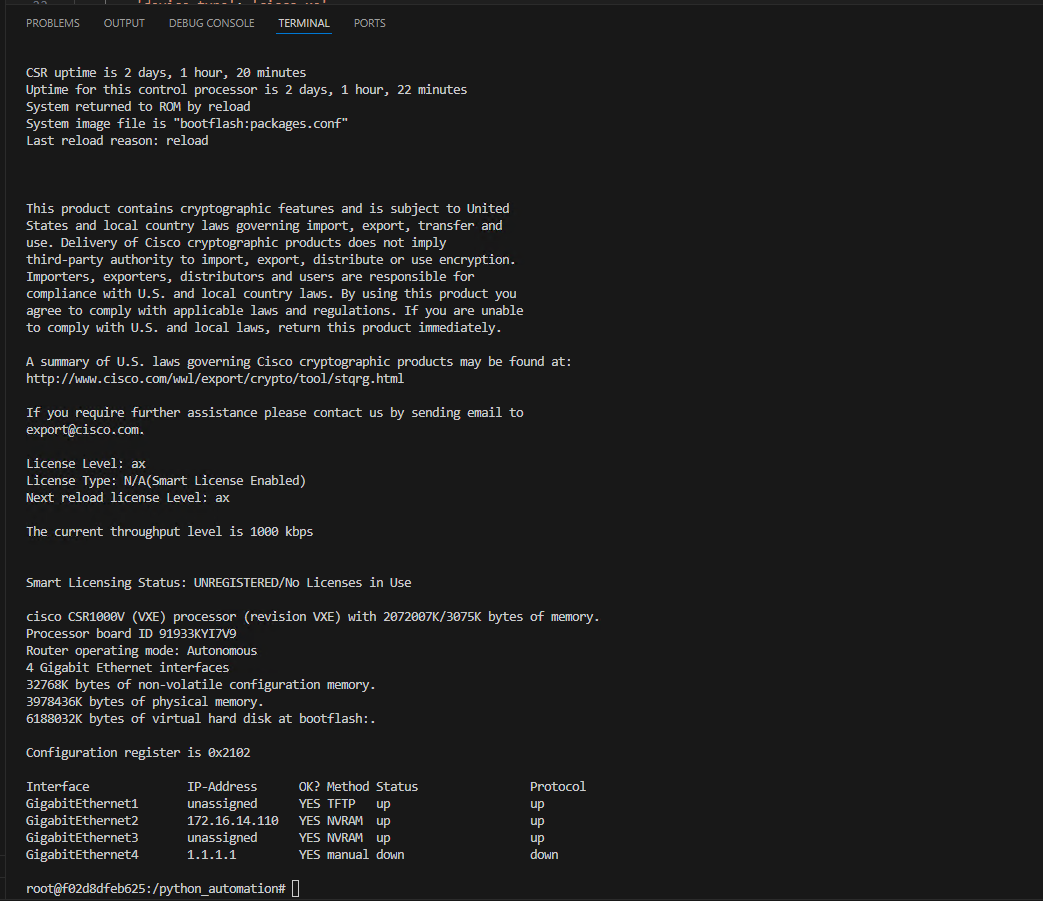 PROBLEMS OUTPUT DEBUG CONSOLE TERMINAL PORTS
CSR uptime is 2 days, 1 hour, 20 minutes
Uptime for this control processor is 2 days, 1 hour, 22 minutes
System returned to ROM by reload
System image file is "bootflash:packages.conf"
Last reload reason: reload
This product contains cryptographic features and is subject to United
States and local country laws governing import, export, transfer and
use. Delivery of Cisco cryptographic products does not imply
third-party authority to import, export, distribute or use encryption.
Importers, exporters, distributors and users are responsible for
compliance with U.S. and local country laws. By using this product you
agree to comply with applicable laws and regulations. If you are unable
to comply with U.S. and local laws, return this product immediately.
A summary of U.S. laws governing Cisco cryptographic products may be found at:
http://www.cisco.com/wwl/export/crypto/tool/stqrg.html
If you require further assistance please contact us by sending email to
export@cisco.com.
License Level: ax
License Type: N/A(Smart License Enabled)
Next reload license Level: ax
The current throughput level is 1000 kbps
Smart Licensing Status: UNREGISTERED/No Licenses in Use
cisco CSR1000V (VXE) processor (revision VXE) with 2072007K/3075K bytes of memory.
Processor board ID 91933KYI7V9
Router operating mode: Autonomous
4 Gigabit Ethernet interfaces
32768K bytes of non-volatile configuration memory.
3978436K bytes of physical memory.
6188032K bytes of virtual hard disk at bootflash:.
Configuration register is 0x2102
Interface IP-Address OK? Method Status Protocol
GigabitEthernet1 unassigned YES TFTP up up
GigabitEthernet2 172.16.14.110 YES NVRAM up up
GigabitEthernet3 unassigned YES NVRAM up up
GigabitEthernet4 1.1.1.1 YES manual down down
root@f02d8dfeb625:/python_automation#